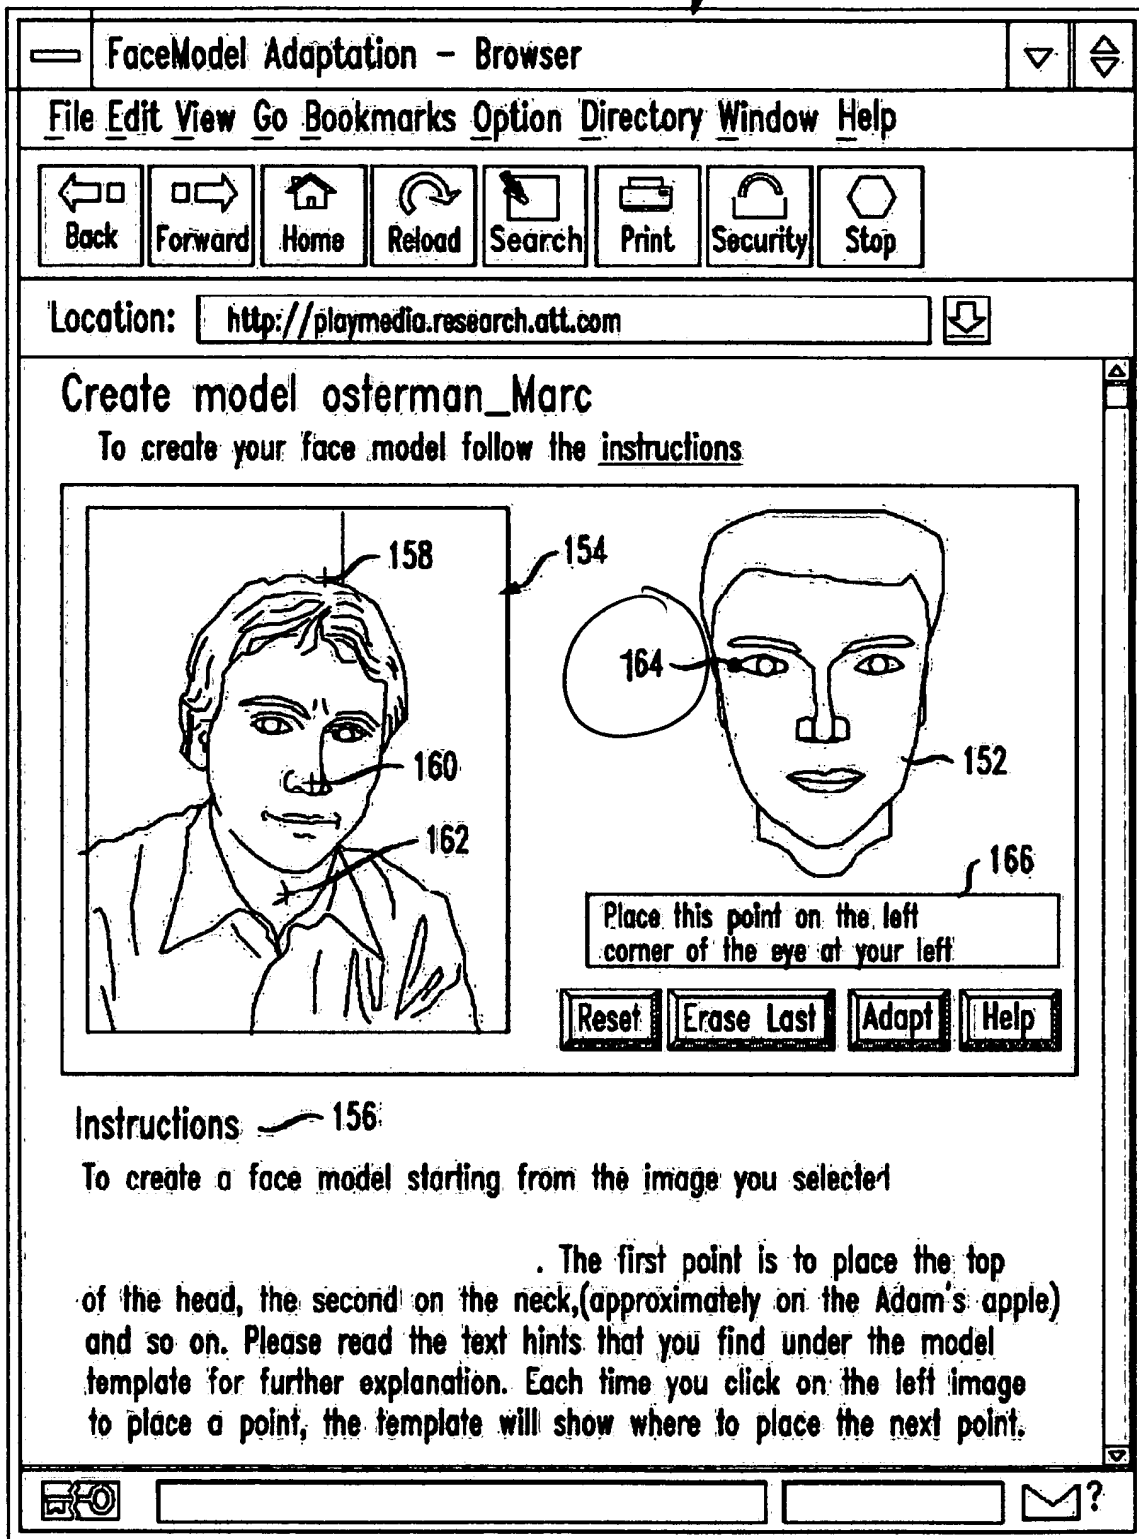 FaceModel Adaptation - Browser
File Edit View Go Bookmarks Option Directory Window Help
Back Forward Home Reload Search Print Security Stop
Location: http://playmedia.research.att.com
Create model osterman_Marc
To create your face model follow the instructions
158
154
164
160
152
162
166
Place this point on the left
corner of the eye at your left
Reset Erase Last Adapt Help
Instructions 156
To create a face model starting from the image you selected
. The first point is to place the top
of the head, the second on the neck,(approximately on the Adam's apple)
and so on. Please read the text hints that you find under the model
template for further explanation. Each time you click on the left image
to place a point, the template will show where to place the next point.
?